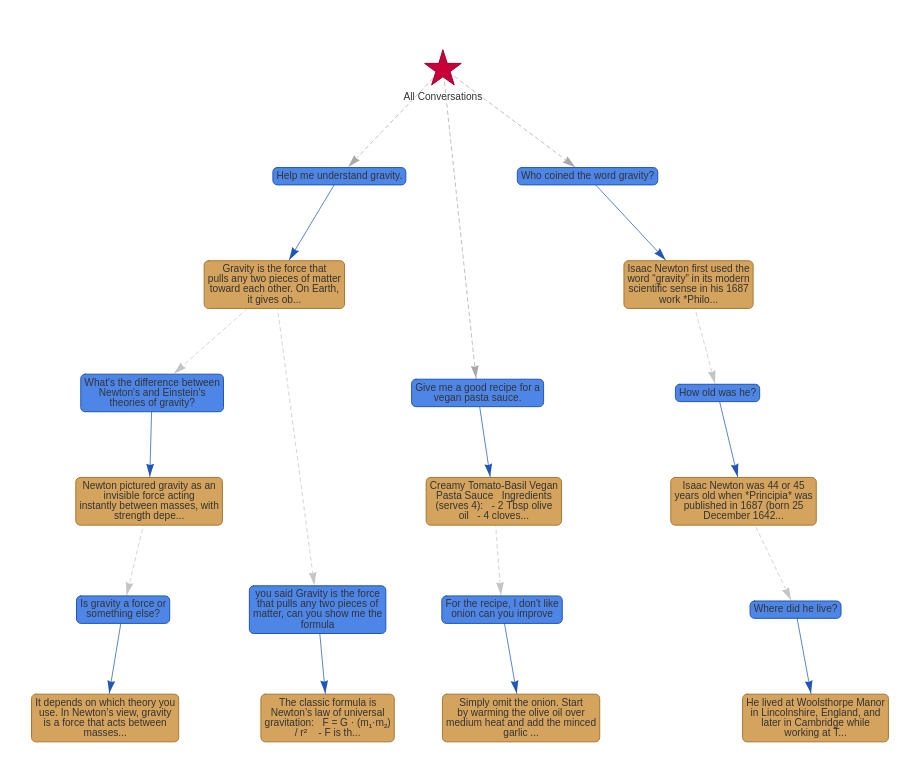 All Conversations
Help me understand gravity.
Who coined the word gravity?
Gravity is the force that
pulls any two pieces of matter
toward each other. On Earth,
it gives ob...
Isaac Newton first used the
word “gravity” in its modern
scientific sense in his 1687
work *Philo...
What's the difference between
Newton's and Einstein's
theories of gravity?
Give me a good recipe for a
vegan pasta sauce.
How old was he?
Newton pictured gravity as an
invisible force acting
instantly between masses, with
strength depe...
Creamy Tomato-Basil Vegan
Pasta Sauce   Ingredients
(serves 4):   - 2 Tbsp olive
oil   - 4 cloves...
Isaac Newton was 44 or 45
years old when *Principia* was
published in 1687 (born 25
December 1642...
Is gravity a force or
something else?
you said Gravity is the force
that pulls any two pieces of
matter, can you show me the
formula
For the recipe, I don't like
onion can you improve
Where did he live?
It depends on which theory you
use. In Newton's view, gravity
is a force that acts between
masses...
The classic formula is
Newton's law of universal
gravitation:   F = G · (m₁·m₂)
/ r²    - F is th...
Simply omit the onion. Start
by warming the olive oil over
medium heat and add the minced
garlic ...
He lived at Woolsthorpe Manor
in Lincolnshire, England, and
later in Cambridge while
working at T...